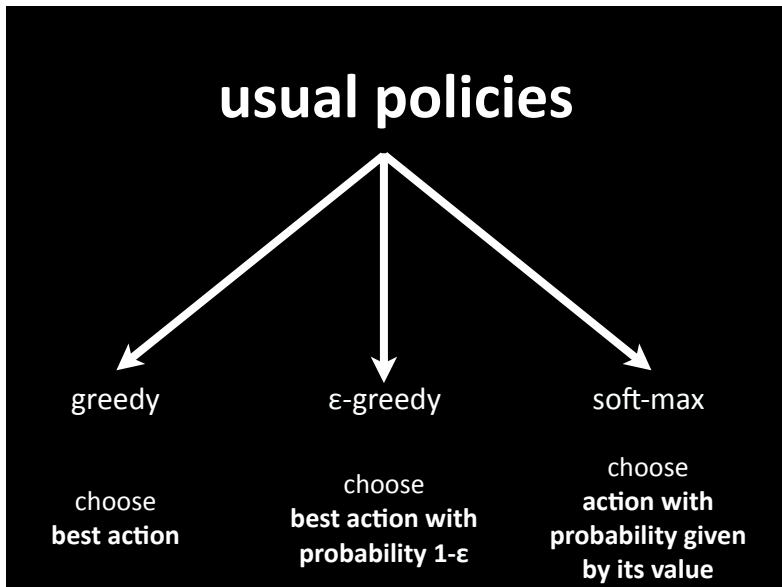 usual policies
greedy
ε-greedy
soft-max
choose
best action
choose
best action with
probability 1-ε
choose
action with
probability given
by its value